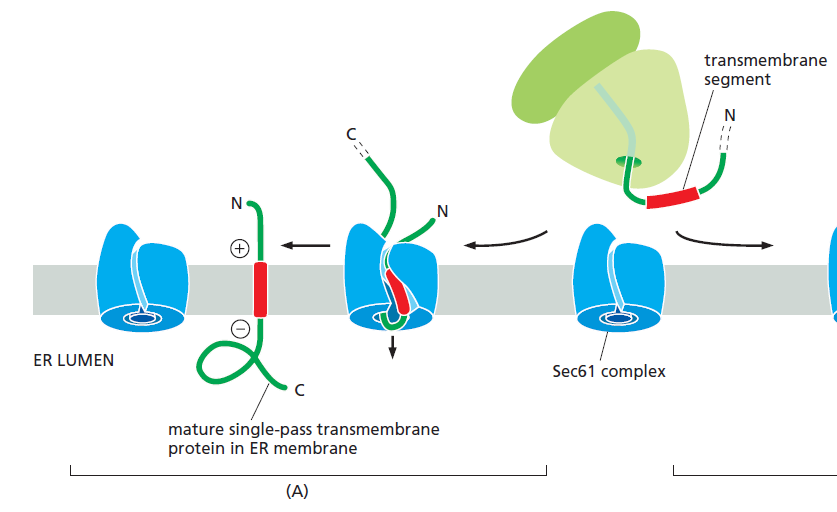 transmembrane
segment
N
C
N
N
+
−
ER LUMEN
C
Sec61 complex
mature single-pass transmembrane
protein in ER membrane
(A)